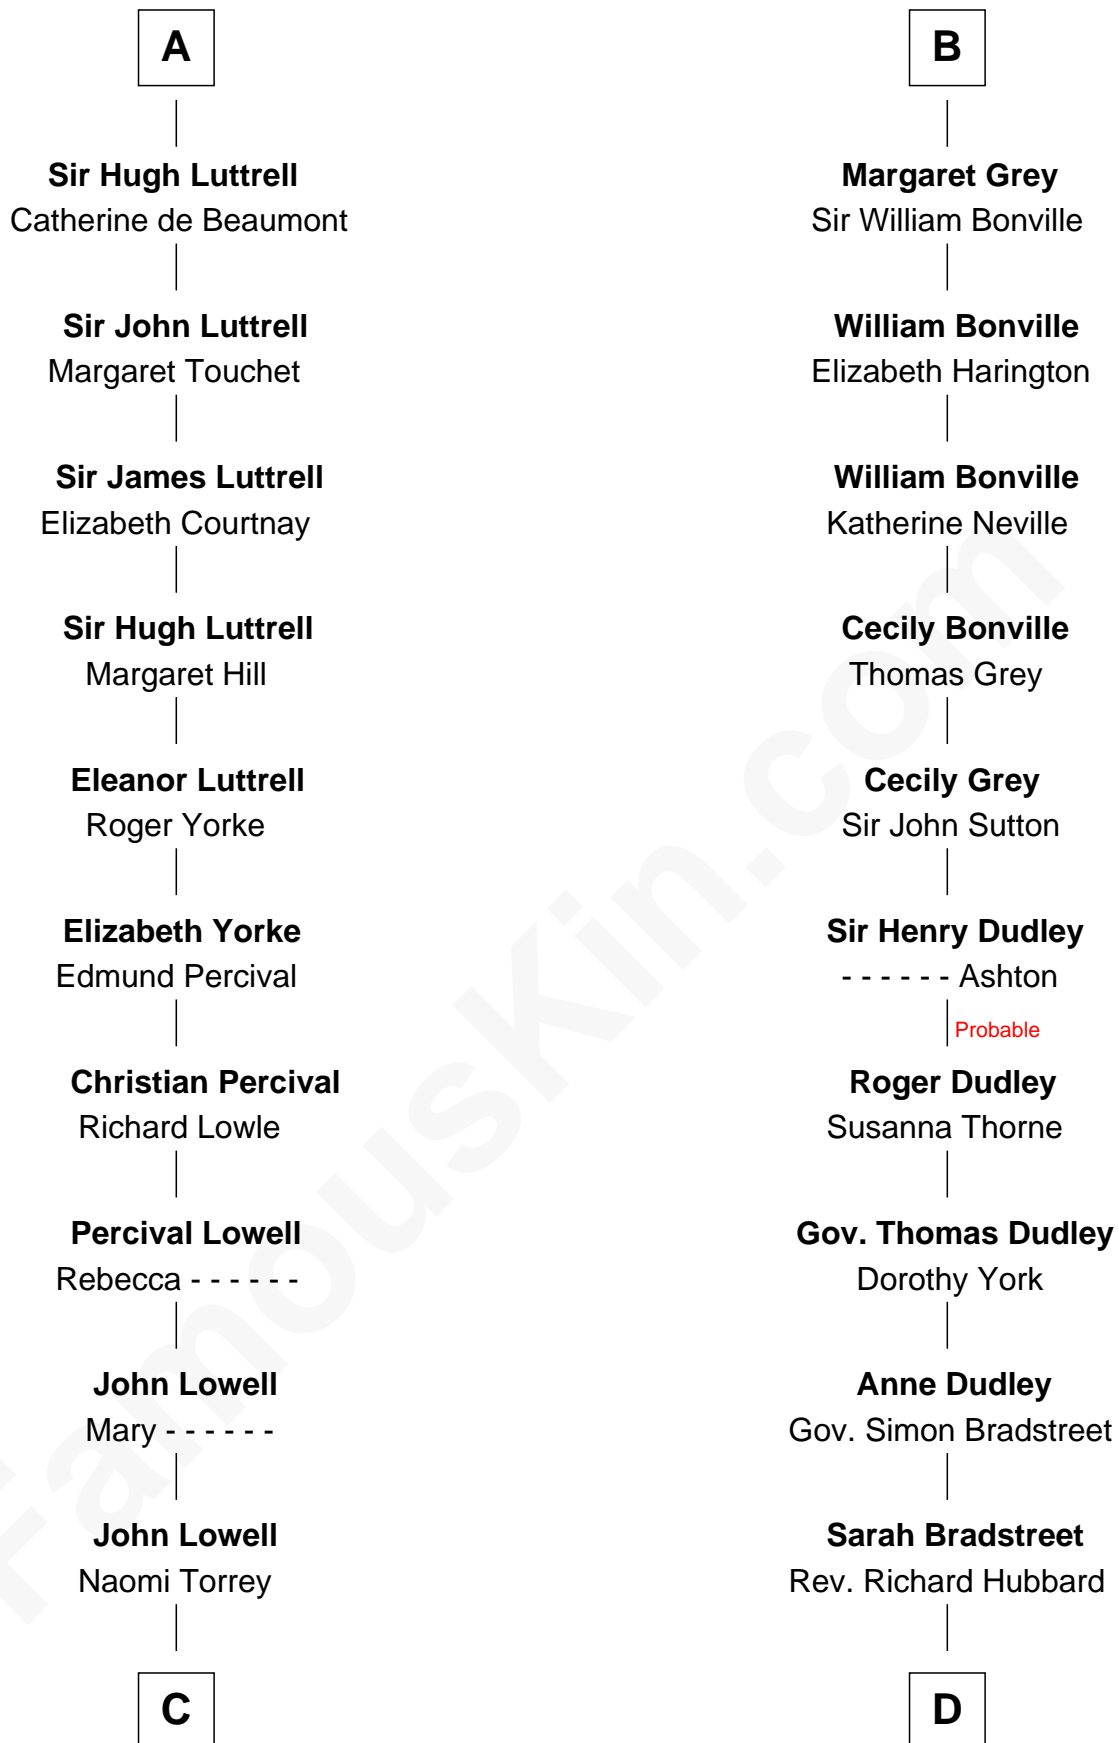 A
Sir Hugh Luttrell
Catherine de Beaumont
Sir John Luttrell
Margaret Touchet
Sir James Luttrell
Elizabeth Courtnay
Sir Hugh Luttrell
Margaret Hill
Eleanor Luttrell
Roger Yorke
Elizabeth Yorke
Edmund Percival
Christian Percival
Richard Lowle
Percival Lowell
Rebecca - - - - - -
John Lowell
Mary - - - - - -
John Lowell
Naomi Torrey
C
B
Margaret Grey
Sir William Bonville
William Bonville
Elizabeth Harington
William Bonville
Katherine Neville
Cecily Bonville
Thomas Grey
Cecily Grey
Sir John Sutton
Sir Henry Dudley
- - - - - - Ashton
Probable
Roger Dudley
Susanna Thorne
Gov. Thomas Dudley
Dorothy York
Anne Dudley
Gov. Simon Bradstreet
Sarah Bradstreet
Rev. Richard Hubbard
D
FamousKin.com